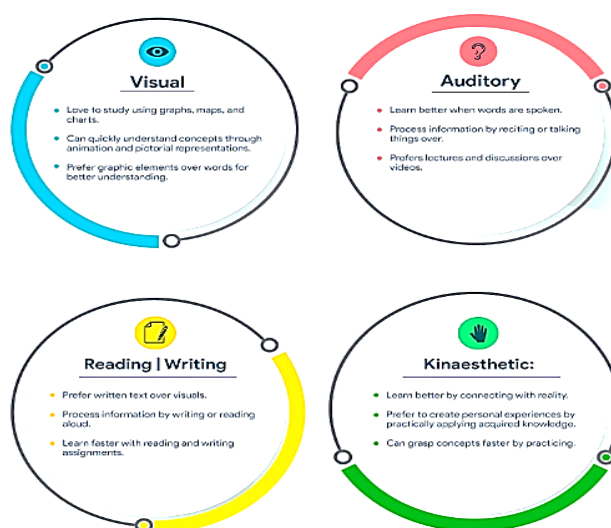 Visual
Love to study using graphs, maps, and
charts.
Can quickly understand concepts through
animation and pictorial representations.
Prefer graphic elements over words for
better understanding.
Auditory
Learn better when words are spoken.
Process information by reciting or talking
things over.
Prefers lectures and discussions over
videos.
Reading | Writing
Prefer written text over visuals.
Process information by writing or reading
aloud.
Learn faster with reading and writing
assignments.
Kinaesthetic:
Learn better by connecting with reality.
Prefer to create personal experiences by
practically applying acquired knowledge.
Can grasp concepts faster by practicing.